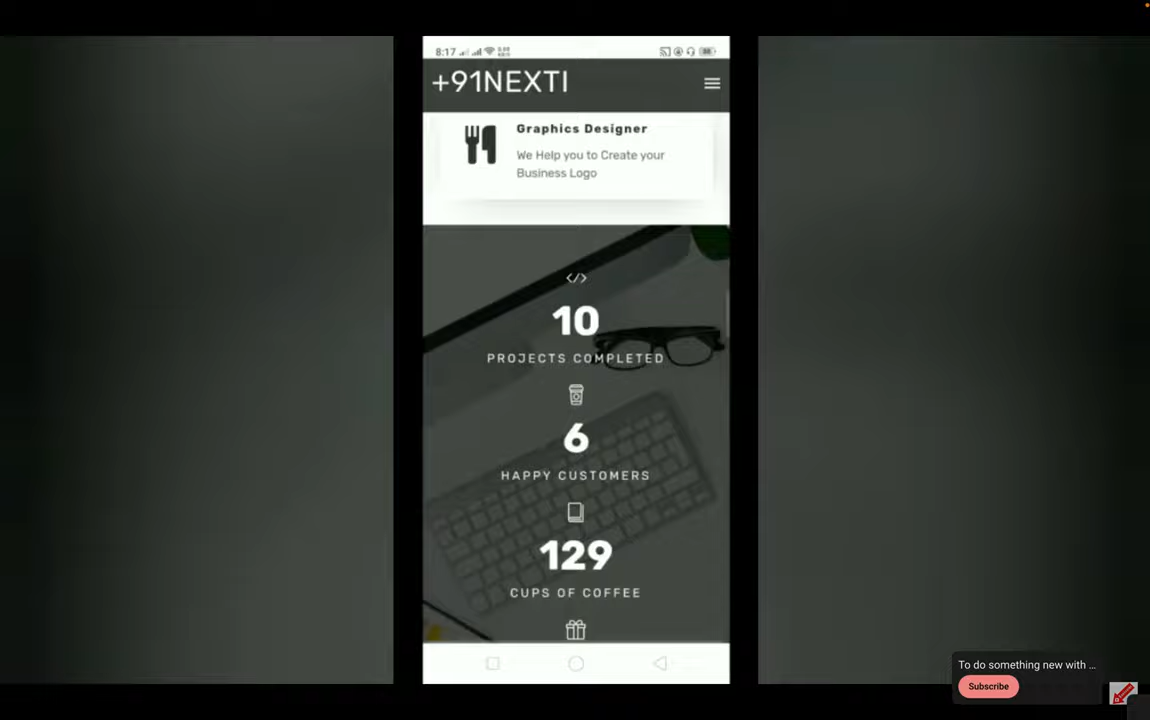 8:17
+91NEXTI
Graphics Designer
We Help you to Create your
Business Logo
10
PROJECTS COMPLETED
6
HAPPY CUSTOMERS
129
CUPS OF COFFEE
To do something new with ...
Subscribe